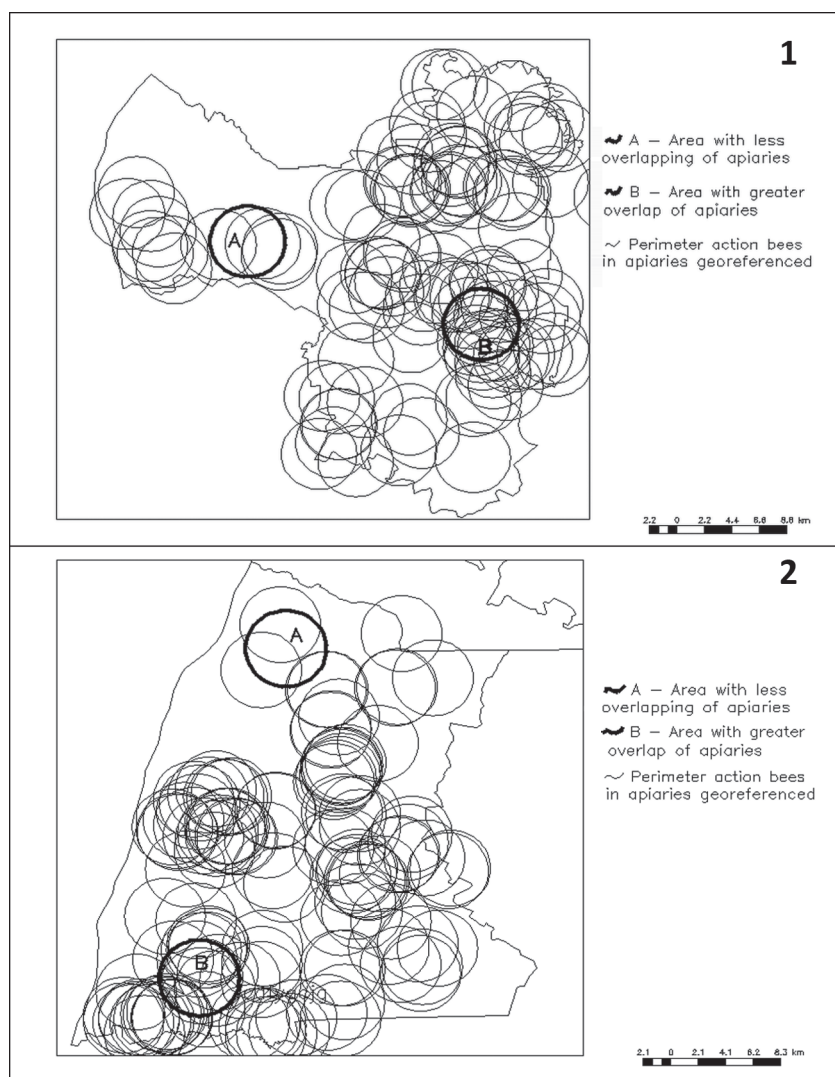 1
A – Area with less
overlapping of apiaries
B – Area with greater
overlap of apiaries
Perimeter action bees
in apiaries georeferenced
A
B
2.2 0 2.2 4.4 6.6 8.8 km
2
A
A – Area with less
overlapping of apiaries
B – Area with greater
overlap of apiaries
Perimeter action bees
in apiaries georeferenced
B
2.1 0 2.1 4.1 6.2 8.3 km